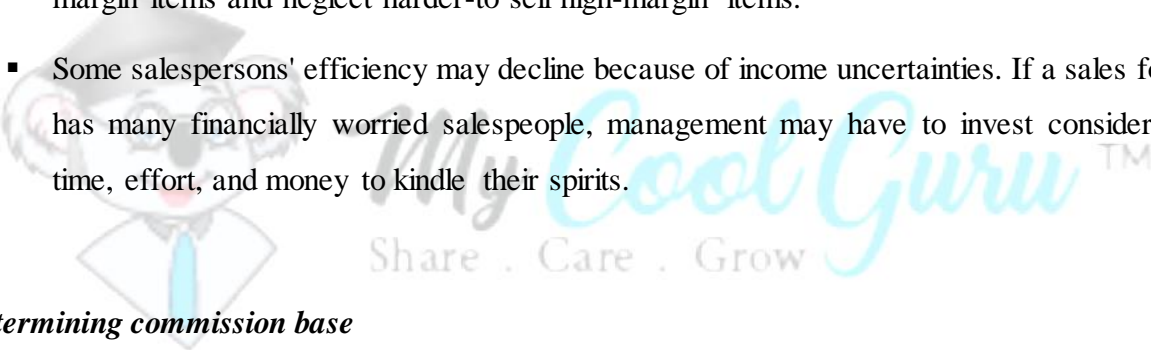 margin items and neglect harder-to sell high-margin items.
▪ Some salespersons' efficiency may decline because of income uncertainties. If a sales fo
has many financially worried salespeople, management may have to invest consider
time, effort, and money to kindle their spirits.
My Cool Guru TM
Share . Care . Grow
termining commission base